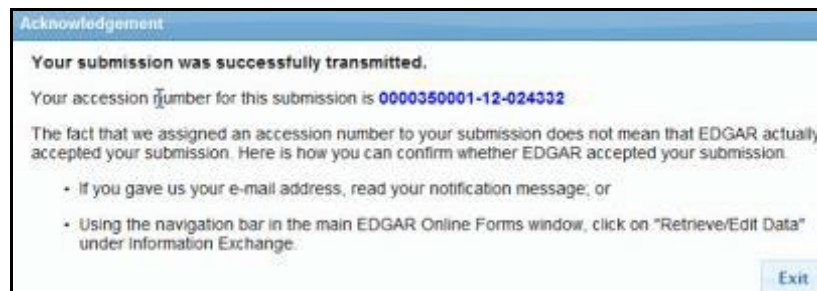 Acknowledgement
Your submission was successfully transmitted.
Your accession number for this submission is 0000350001-12-024332
The fact that we assigned an accession number to your submission does not mean that EDGAR actually
accepted your submission. Here is how you can confirm whether EDGAR accepted your submission.
• If you gave us your e-mail address, read your notification message; or
• Using the navigation bar in the main EDGAR Online Forms window, click on "Retrieve/Edit Data"
under Information Exchange.
Exit